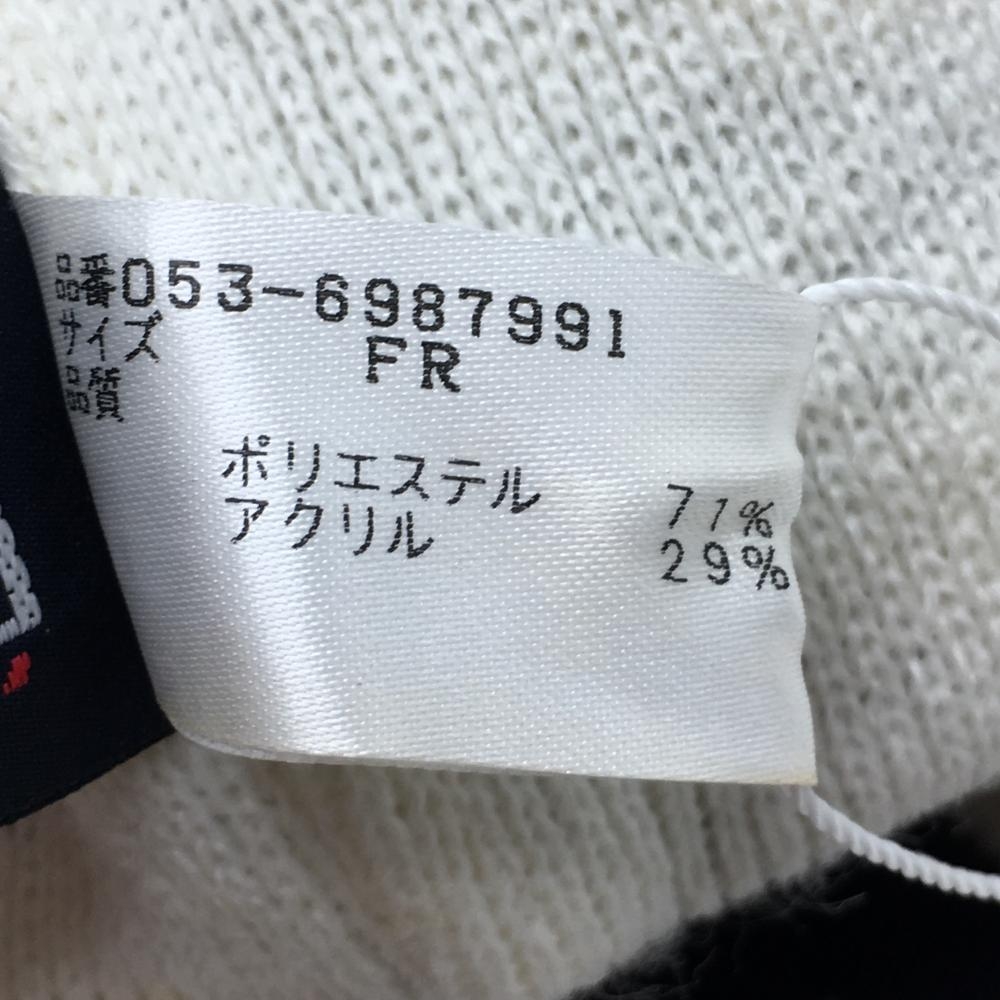 品番053-6987991
サイズ FR
品質
ポリエステル 71%
アクリル 29%